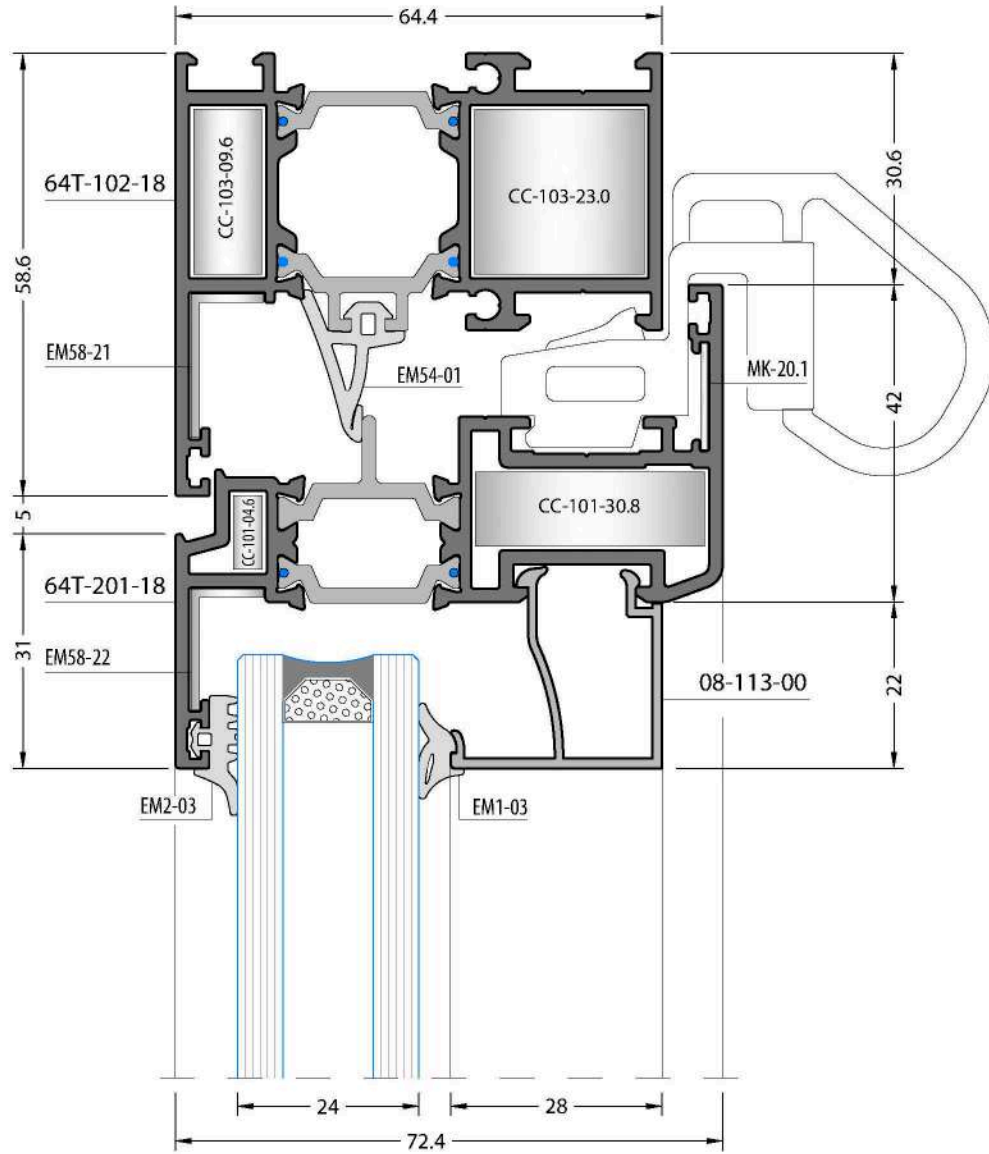 64.4
CC-103-09.6
CC-103-23.0
64T-102-18
58.6
30.6
EM58-21
EM54-01
MK-20.1
42
5
CC-101-04.6
CC-101-30.8
64T-201-18
31
EM58-22
08-113-00
22
EM2-03
EM1-03
24
28
72.4